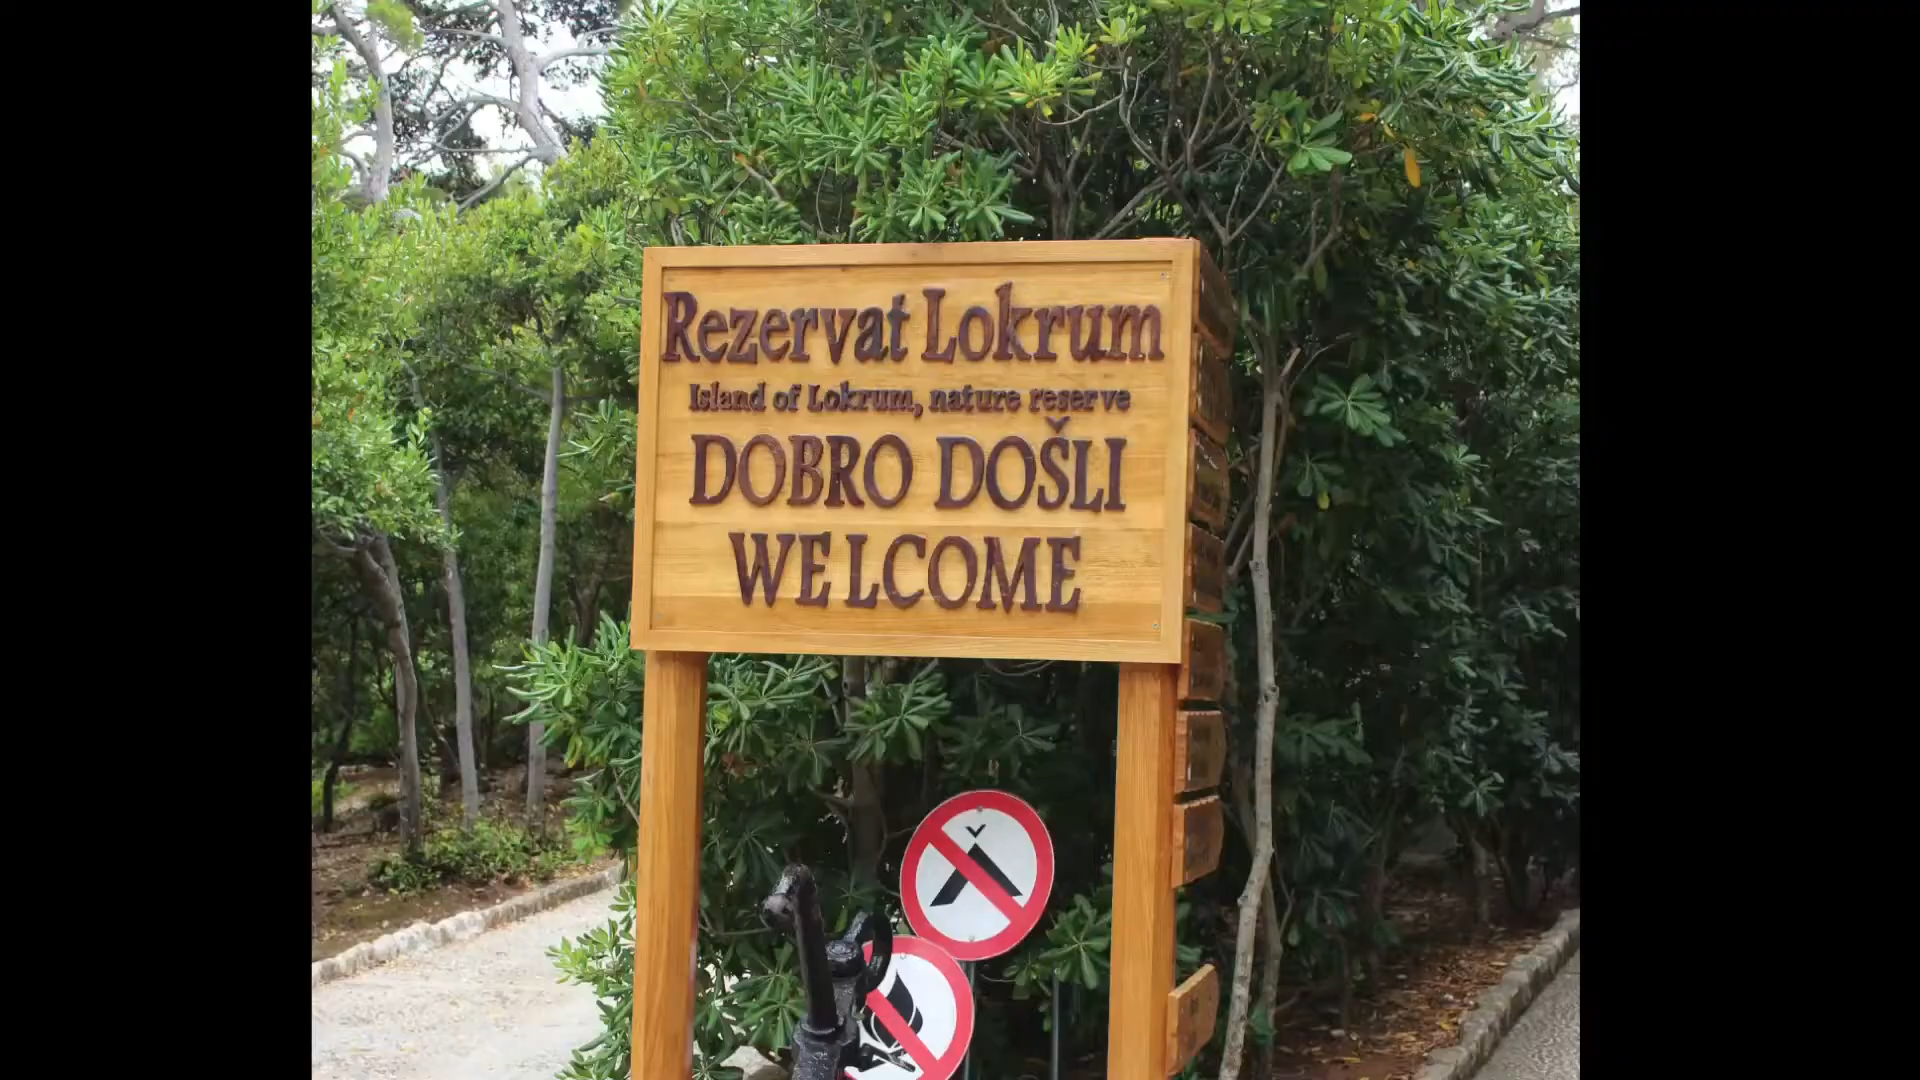 Rezervat Lokrum
Island of Lokrum, nature reserve
DOBRO DOŠLI
WELCOME